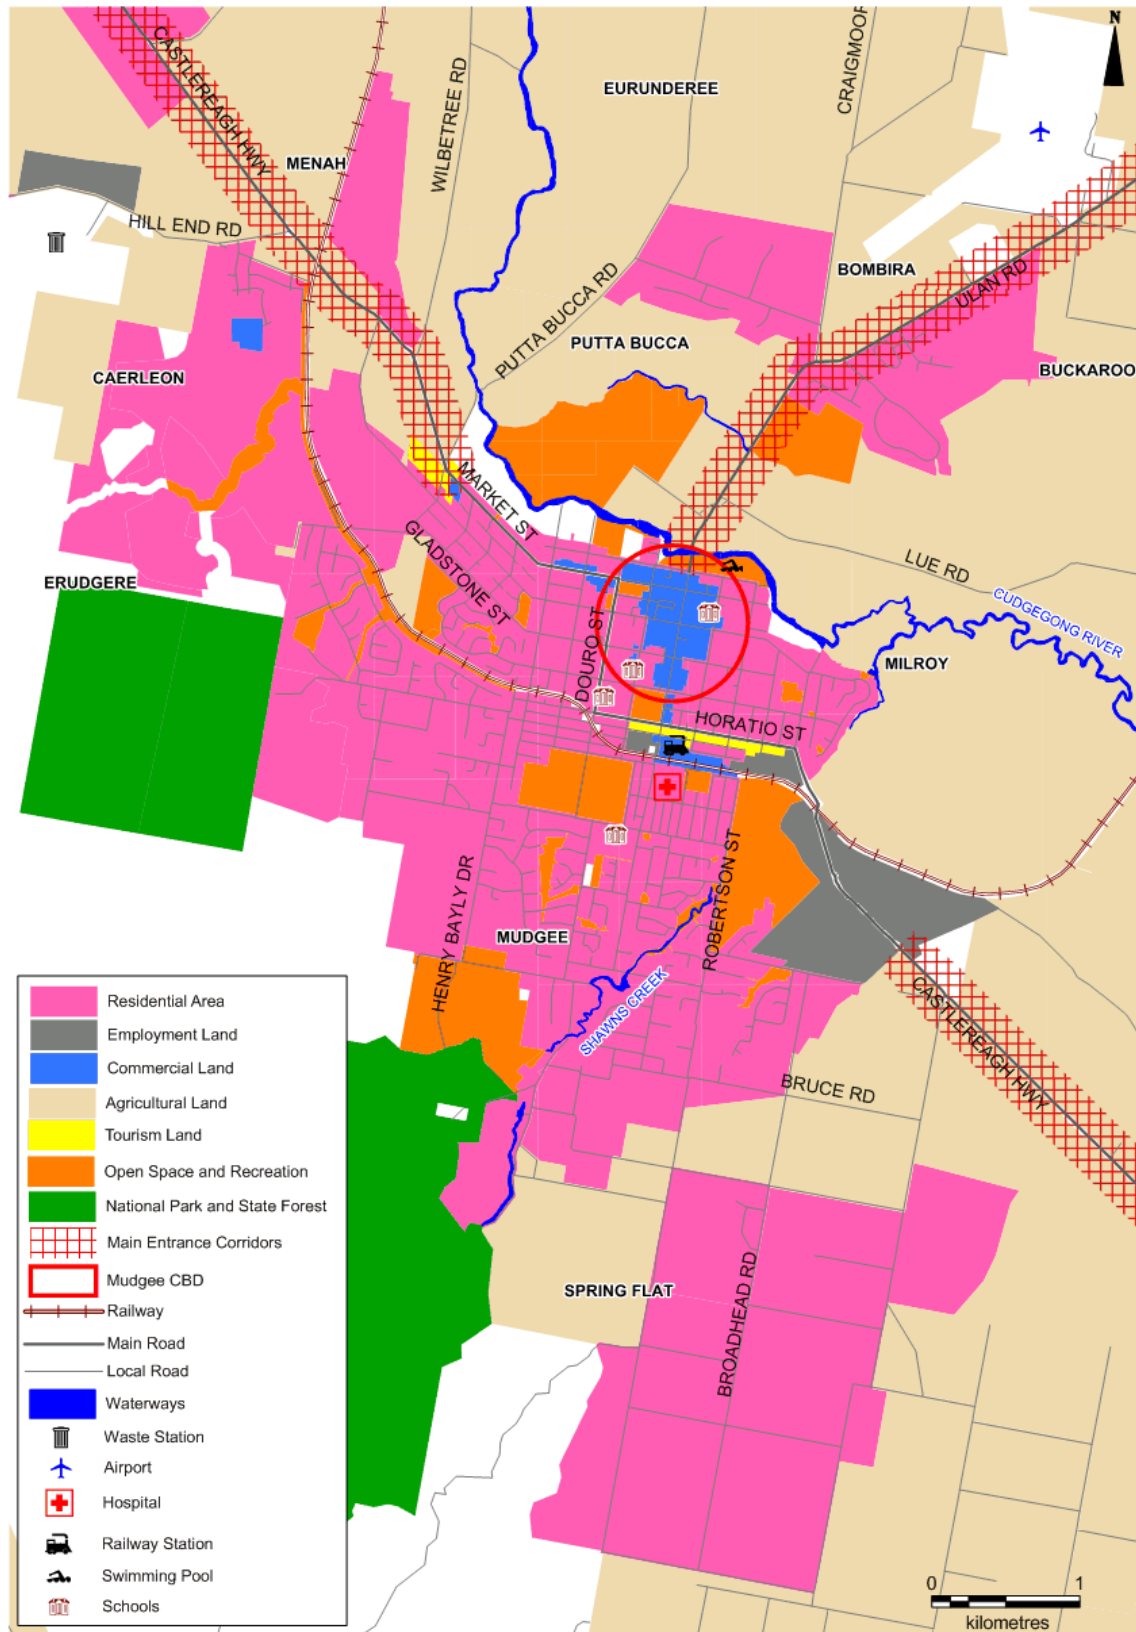 N
CASTLEREAGH HWY
WILBETREE RD
EURUNDEREE
CRAIGMOOR
MENAH
HILL END RD
BOMBIRA
ULAN RD
PUTTA BUCCA RD
PUTTA BUCCA
CAERLEON
BUCKAROO
MARKET ST
GLADSTONE ST
LUE RD
ERUDGERE
CUDGEGONG RIVER
DOURO ST
MILROY
HORATIO ST
ROBERTSON ST
HENRY BAYLY DR
MUDGEE
SHAWNS CREEK
CASTLEREAGH HWY
BRUCE RD
SPRING FLAT
BROADHEAD RD
Residential Area
Employment Land
Commercial Land
Agricultural Land
Tourism Land
Open Space and Recreation
National Park and State Forest
Main Entrance Corridors
Mudgee CBD
Railway
Main Road
Local Road
Waterways
Waste Station
Airport
Hospital
Railway Station
Swimming Pool
Schools
0 1
kilometres